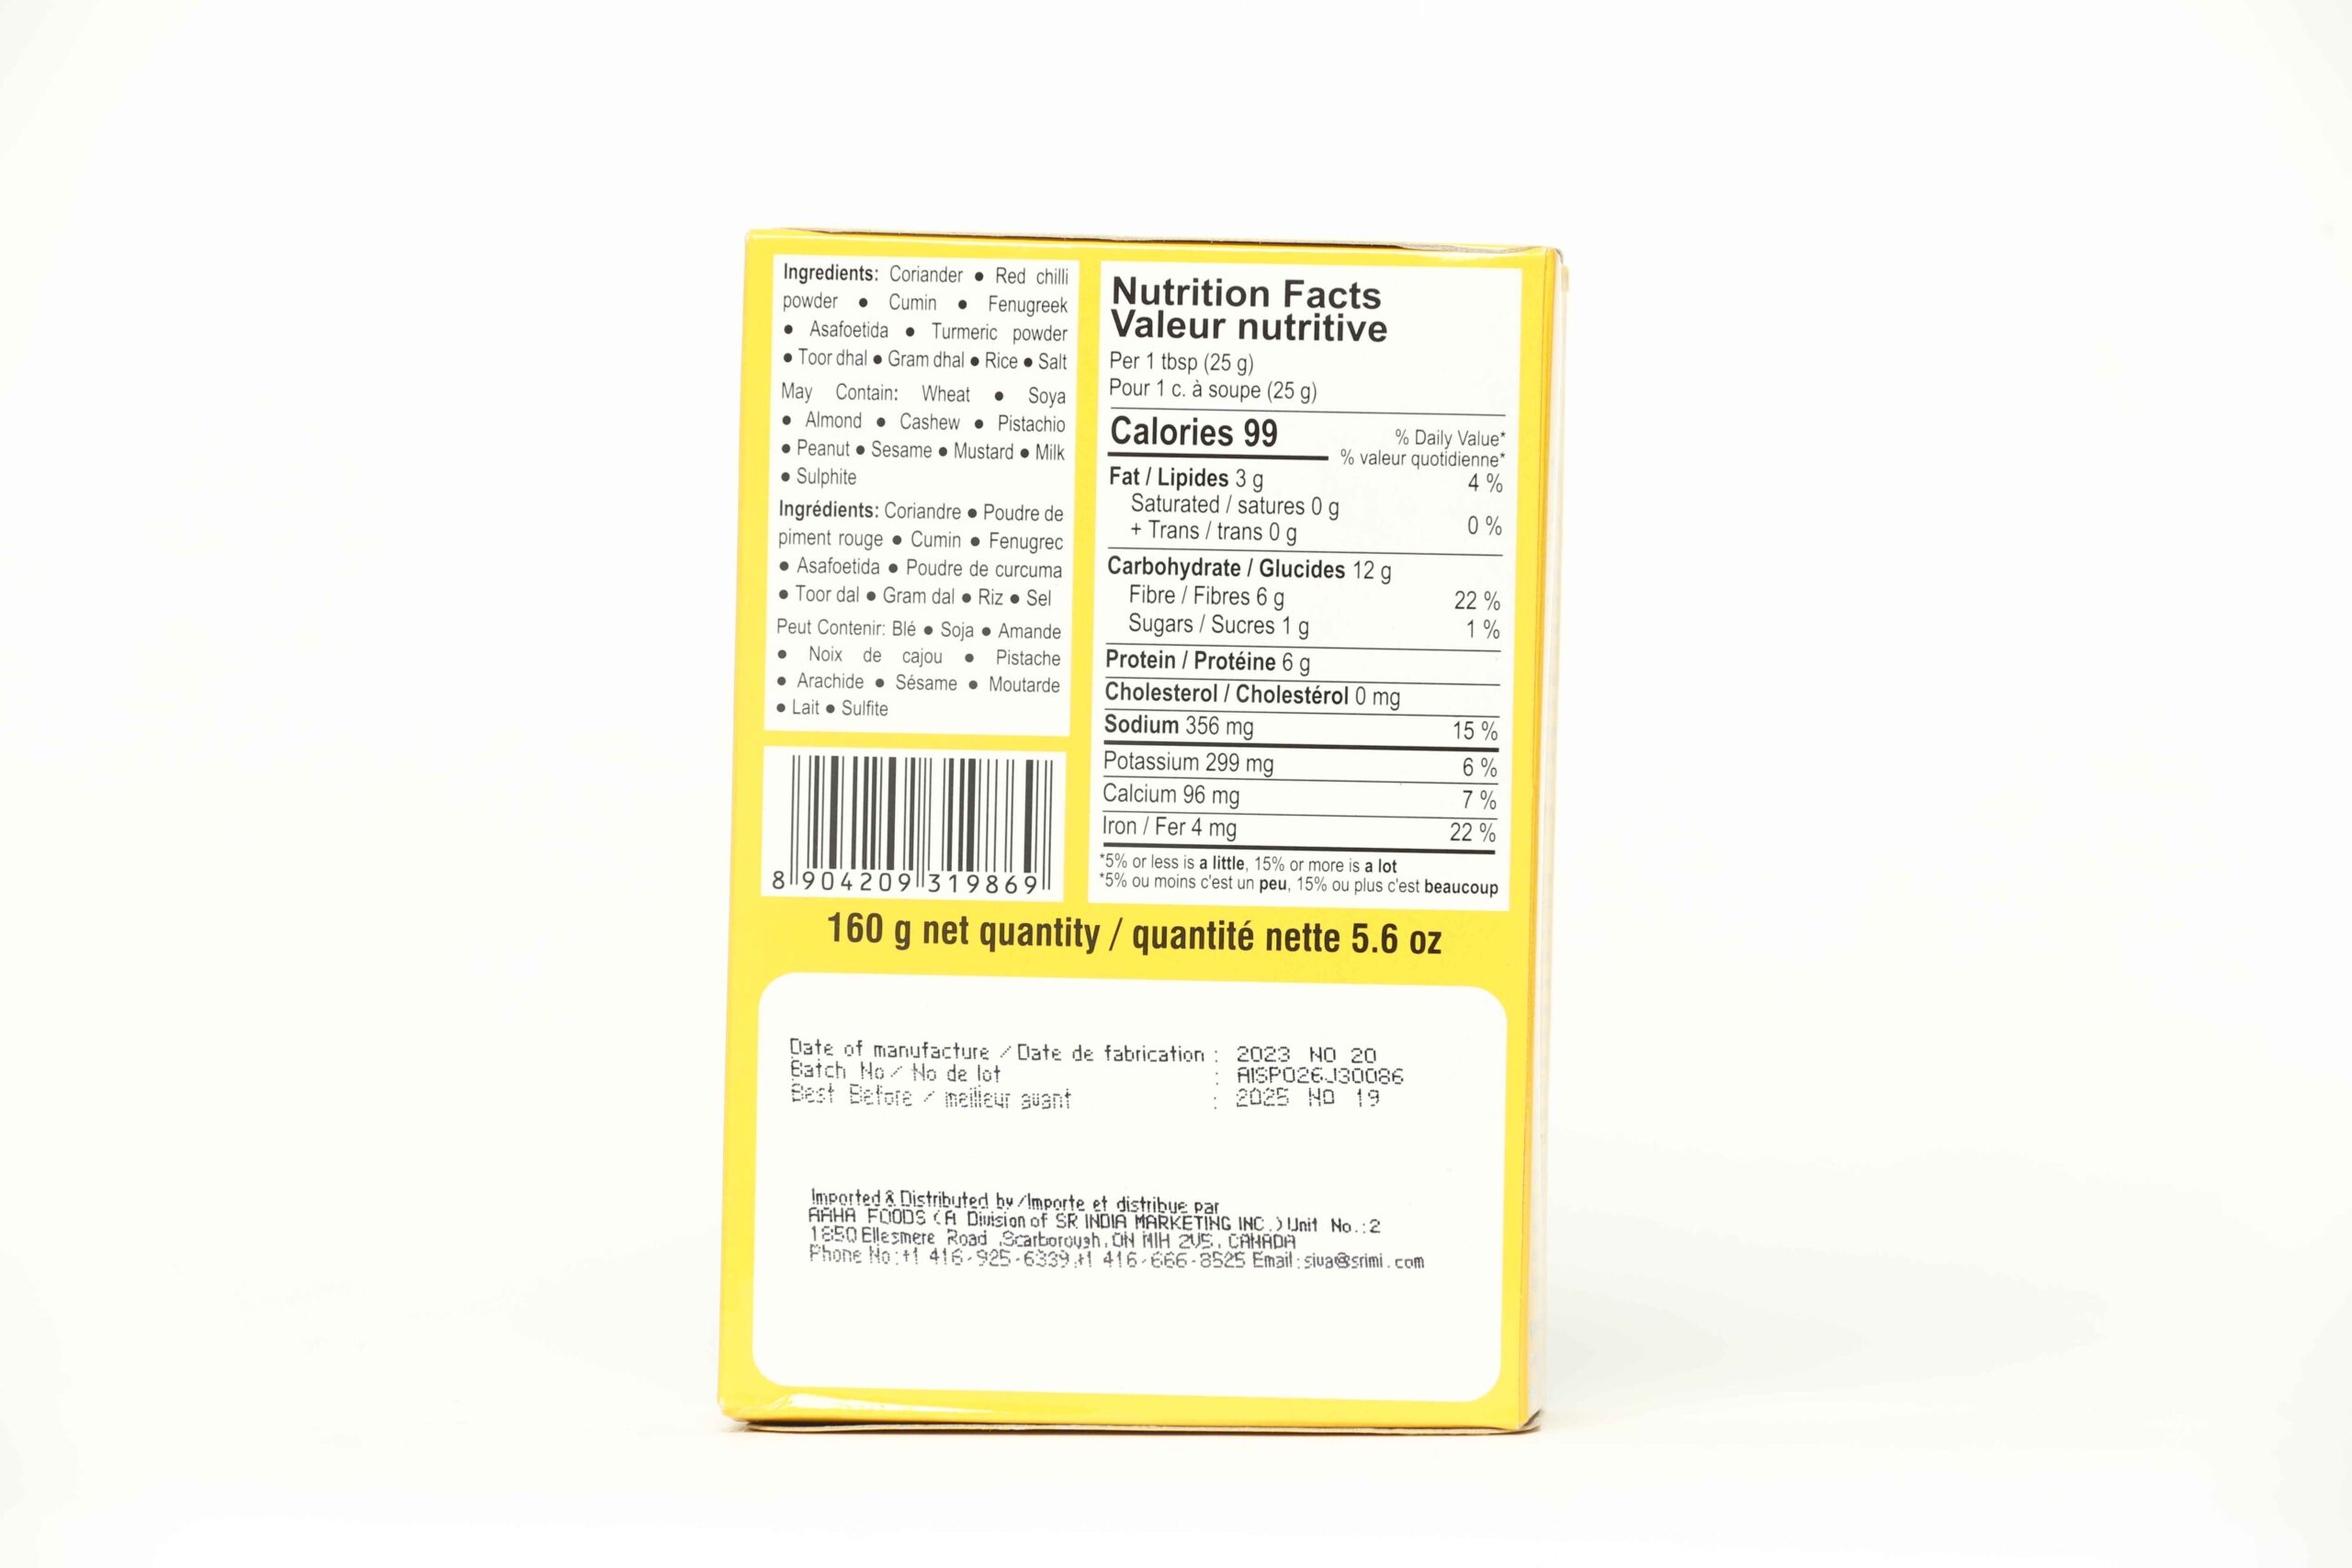 Ingredients: Coriander ● Red chilli
powder ● Cumin ● Fenugreek
● Asafoetida ● Turmeric powder
● Toor dhal ● Gram dhal ● Rice ● Salt
May Contain: Wheat ● Soya
● Almond ● Cashew ● Pistachio
● Peanut ● Sesame ● Mustard ● Milk
● Sulphite
Ingrédients: Coriandre ● Poudre de
piment rouge ● Cumin ● Fenugrec
● Asafoetida ● Poudre de curcuma
● Toor dal ● Gram dal ● Riz ● Sel
Peut Contenir: Blé ● Soja ● Amande
● Noix de cajou ● Pistache
● Arachide ● Sésame ● Moutarde
● Lait ● Sulfite
8 904209 319869
Nutrition Facts
Valeur nutritive
Per 1 tbsp (25 g)
Pour 1 c. à soupe (25 g)
Calories 99
% Daily Value*
% valeur quotidienne*
Fat / Lipides 3 g 4 %
Saturated / satures 0 g
+ Trans / trans 0 g 0 %
Carbohydrate / Glucides 12 g
Fibre / Fibres 6 g 22 %
Sugars / Sucres 1 g 1 %
Protein / Protéine 6 g
Cholesterol / Cholestérol 0 mg
Sodium 356 mg 15 %
Potassium 299 mg 6 %
Calcium 96 mg 7 %
Iron / Fer 4 mg 22 %
*5% or less is a little, 15% or more is a lot
*5% ou moins c'est un peu, 15% ou plus c'est beaucoup
160 g net quantity / quantité nette 5.6 oz
Date of manufacture / Date de fabrication : 2023 NO 20
Batch No / No de lot : AISP026J30086
Best Before / meilleur avant : 2025 NO 19
Imported & Distributed by /Importe et distribue par
AAHA FOODS (A Division of SR INDIA MARKETING INC.) Unit No.:2
1850 Ellesmere Road ,Scarborough, ON M1H 2V5, CANADA
Phone No:+1 416-925-6339,+1 416-666-8525 Email:siva@srimi.com